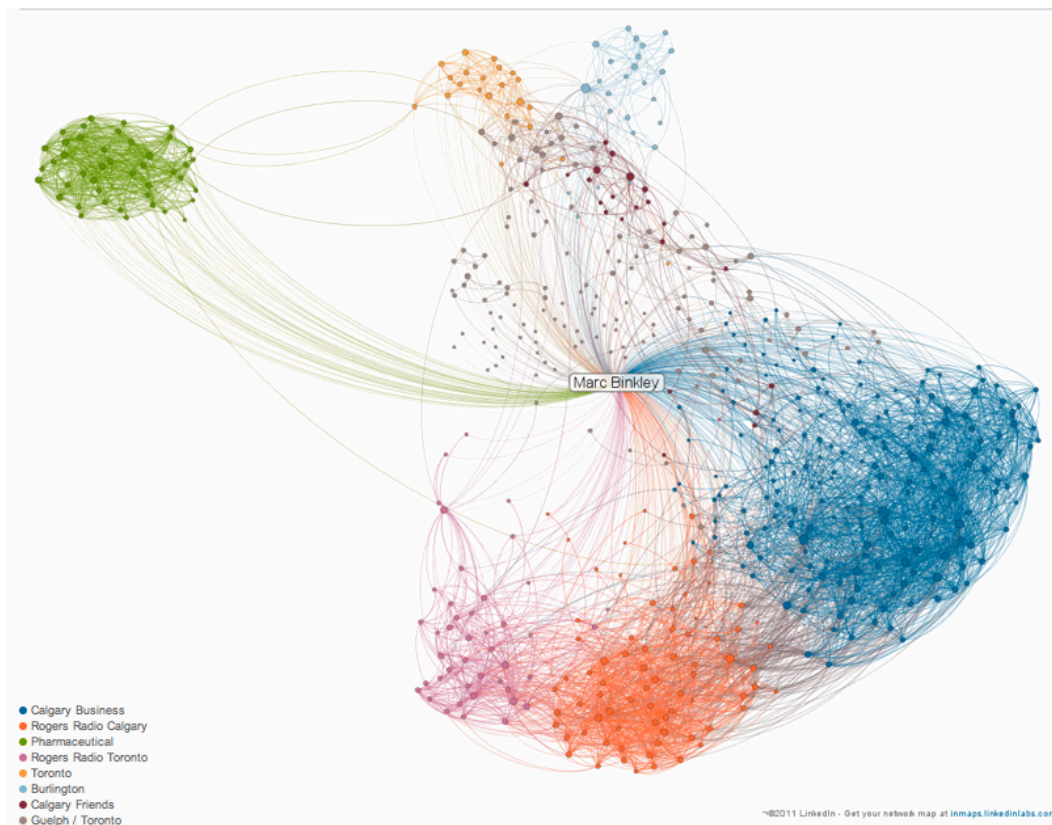 Marc Binkley
Calgary Business
Rogers Radio Calgary
Pharmaceutical
Rogers Radio Toronto
Toronto
Burlington
Calgary Friends
Guelph / Toronto
¬©2011 LinkedIn - Get your network map at inmaps.linkedinlabs.com